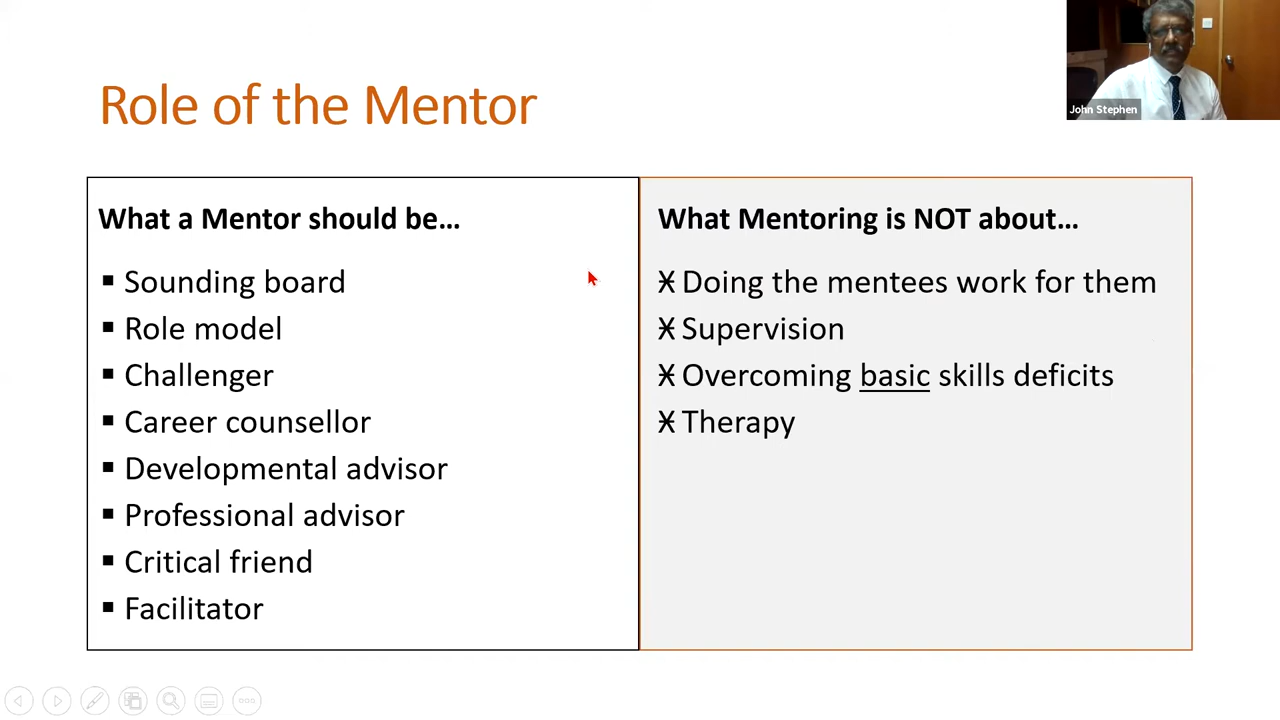 John Stephen
Role of the Mentor
What a Mentor should be…
▪ Sounding board
▪ Role model
▪ Challenger
▪ Career counsellor
▪ Developmental advisor
▪ Professional advisor
▪ Critical friend
▪ Facilitator
What Mentoring is NOT about…
Ӿ Doing the mentees work for them
Ӿ Supervision
Ӿ Overcoming basic skills deficits
Ӿ Therapy